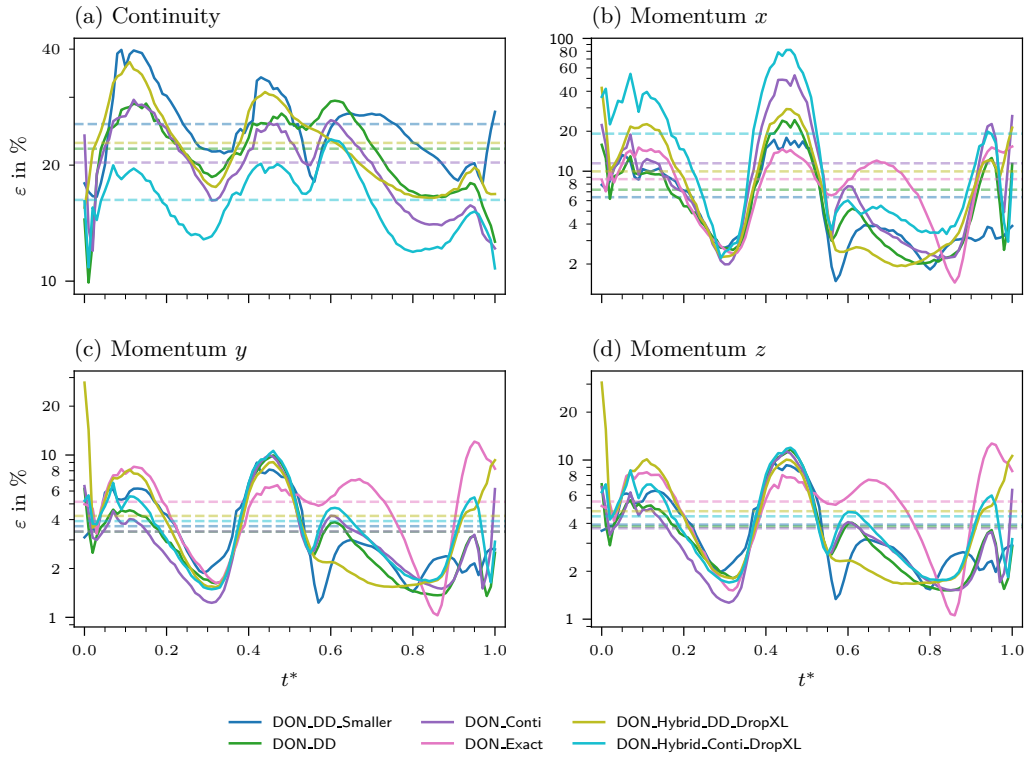 (a) Continuity
(b) Momentum x
ε in %
40
20
10
100
80
60
40
20
10
8
6
4
2
(c) Momentum y
(d) Momentum z
ε in %
20
10
8
6
4
2
1
20
10
8
6
4
2
1
0.0 0.2 0.4 0.6 0.8 1.0
0.0 0.2 0.4 0.6 0.8 1.0
t*
t*
DON_DD_Smaller
DON_Conti
DON_Hybrid_DD_DropXL
DON_DD
DON_Exact
DON_Hybrid_Conti_DropXL